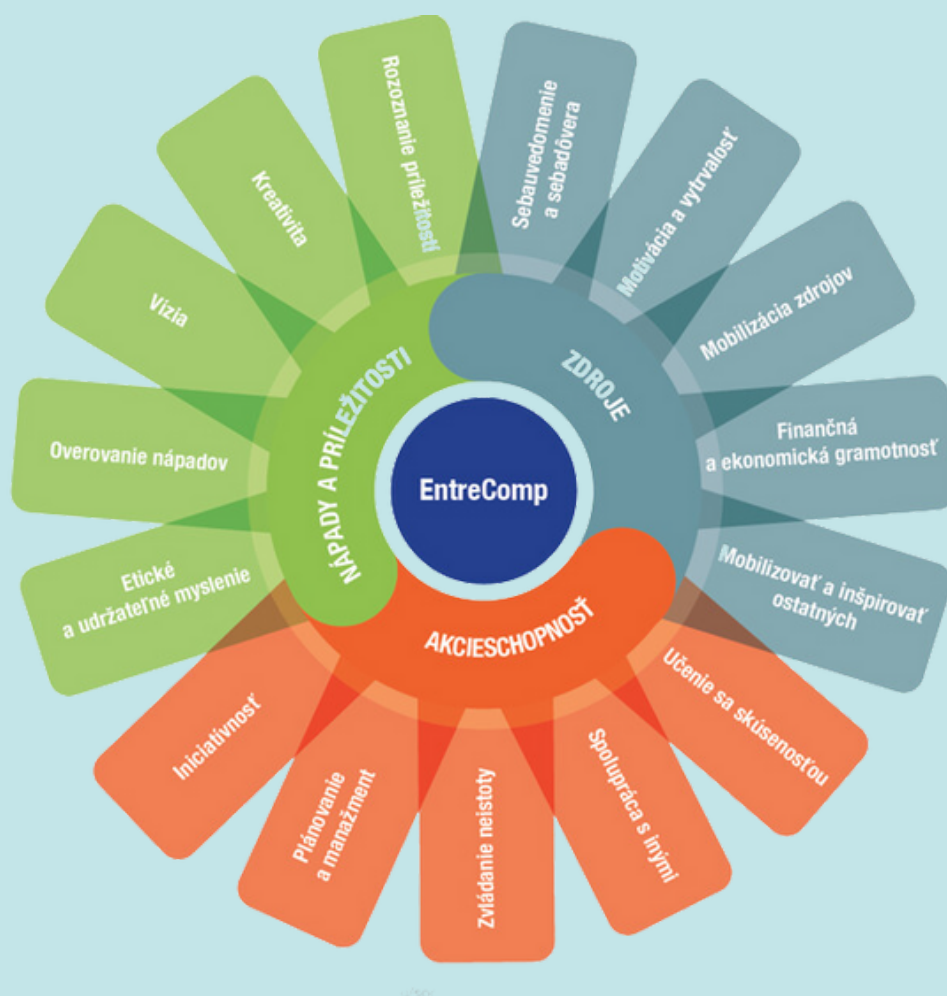 EntreComp
NÁPADY A PRÍLEŽITOSTI
Rozoznanie príležitostí
Kreativita
Vízia
Overovanie nápadov
Etické
a udržateľné myslenie
ZDROJE
Sebauvedomenie
a sebadôvera
Motivácia a vytrvalosť
Mobilizácia zdrojov
Finančná
a ekonomická gramotnosť
Mobilizovať a inšpirovať
ostatných
AKCIESCHOPNOSŤ
Učenie sa skúsenosťou
Spolupráca s inými
Zvládanie neistoty
Plánovanie
a manažment
Iniciatívnosť